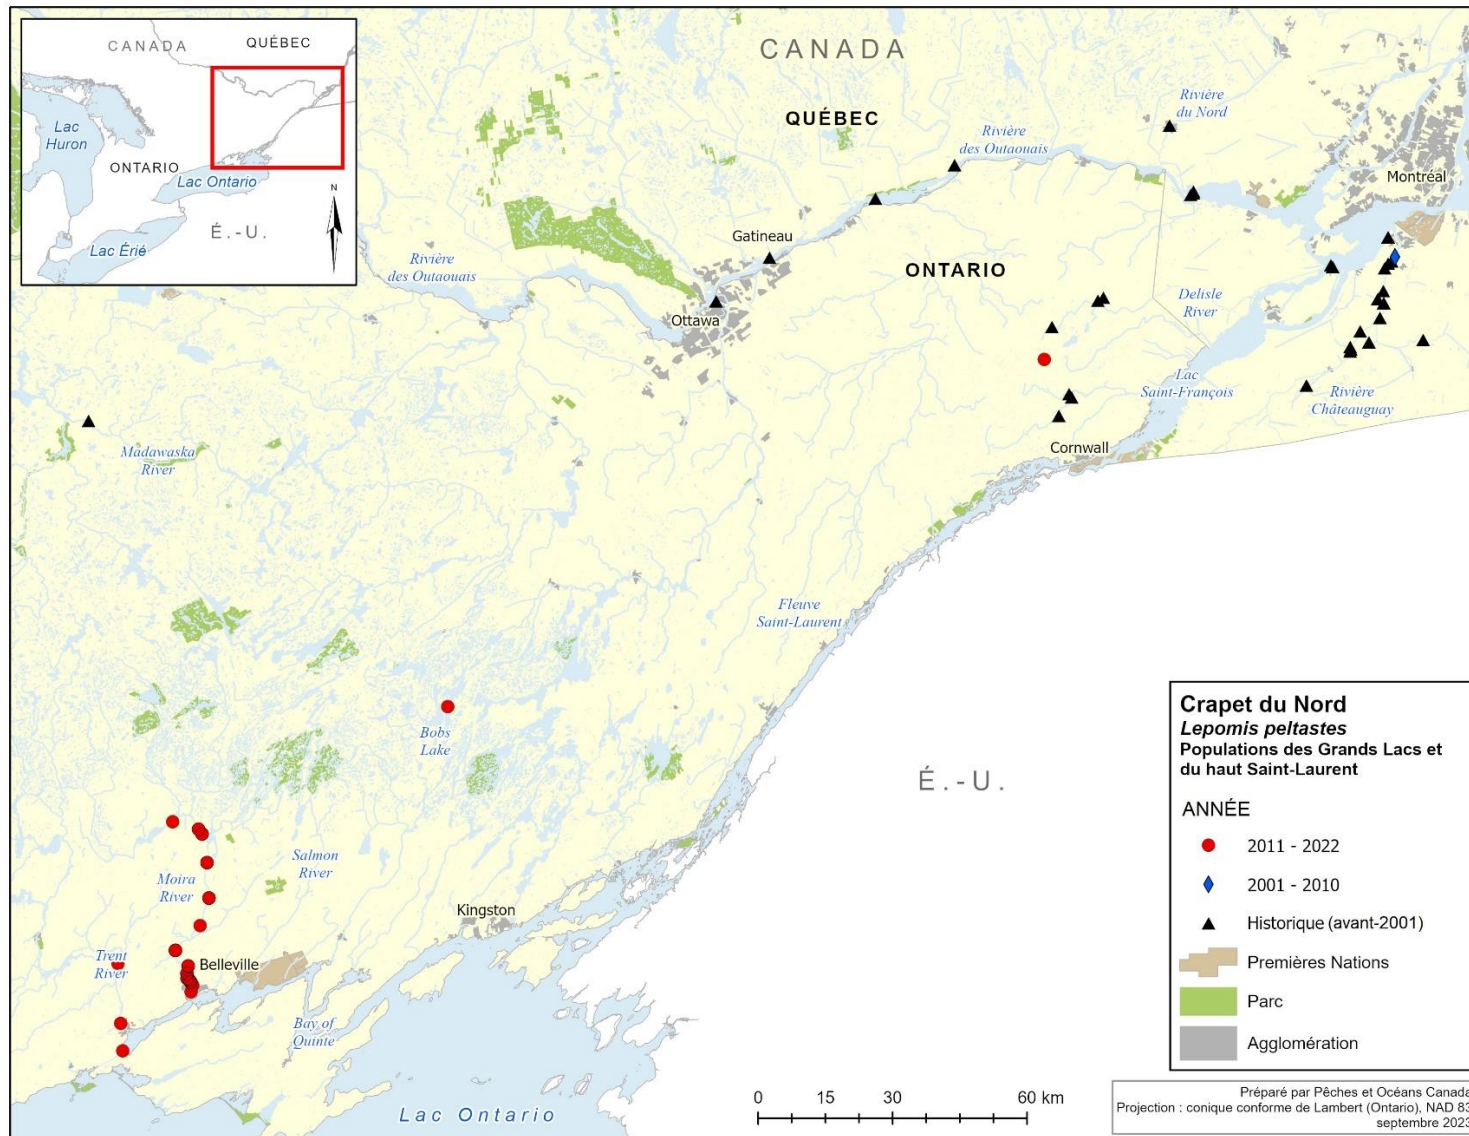 CANADA
QUÉBEC
Lac
Huron
ONTARIO
Lac Ontario
N
É.-U.
Lac Érié
CANADA
QUÉBEC
Rivière
du Nord
Rivière
des Outaouais
Montréal
Gatineau
Rivière
des Outaouais
ONTARIO
Delisle
River
Ottawa
Lac
Saint-François
Rivière
Châteauguay
Madawaska
River
Cornwall
Fleuve
Saint-Laurent
Bobs
Lake
É.-U.
Salmon
River
Moira
River
Kingston
Trent
River
Belleville
Bay of
Quinte
Lac Ontario
0 15 30 60 km
Crapet du Nord
Lepomis peltastes
Populations des Grands Lacs et
du haut Saint-Laurent
ANNÉE
2011 - 2022
2001 - 2010
Historique (avant-2001)
Premières Nations
Parc
Agglomération
Préparé par Pêches et Océans Canada
Projection : conique conforme de Lambert (Ontario), NAD 83
septembre 2023